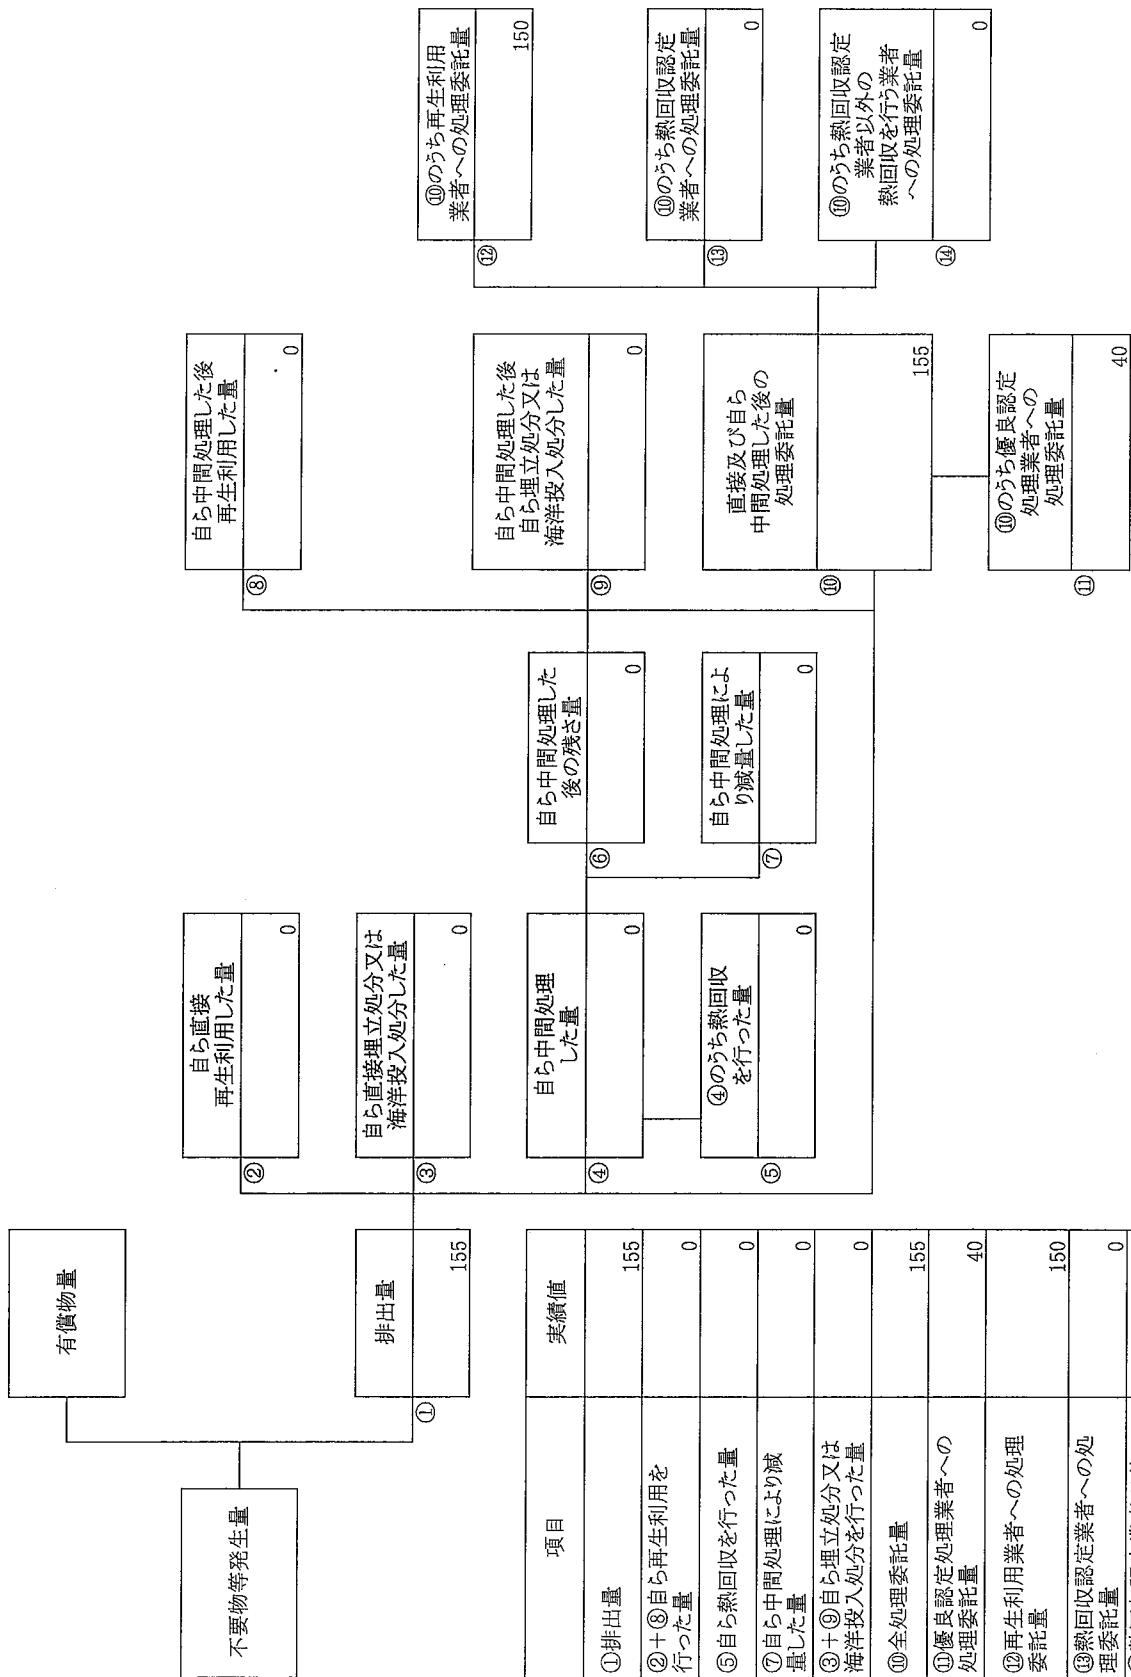 不要物等発生量
有償物量
排出量
①
155
自ら直接
再生利用した量
②
0
自ら直接埋立処分又は
海洋投入処分した量
③
0
自ら中間処理
した量
④
0
④のうち熱回収
を行った量
⑤
0
自ら中間処理した
後の残さ量
⑥
0
自ら中間処理によ
り減量した量
⑦
0
自ら中間処理した後
再生利用した量
⑧
0
自ら中間処理した後
自ら埋立処分又は
海洋投入処分した量
⑨
0
直接及び自ら
中間処理した後の
処理委託量
⑩
155
⑩のうち優良認定
処理業者への
処理委託量
⑪
40
⑩のうち再生利用
業者への処理委託量
⑫
150
⑩のうち熱回収認定
業者への処理委託量
⑬
0
⑩のうち熱回収認定
業者以外の
熱回収を行う業者
への処理委託量
⑭
0
項目 実績値
①排出量 155
②+⑧自ら再生利用を
行った量 0
⑤自ら熱回収を行った量 0
⑦自ら中間処理により減
量した量 0
③+⑨自ら埋立処分又は
海洋投入処分を行った量 0
⑩全処理委託量 155
⑪優良認定処理業者への
処理委託量 40
⑫再生利用業者への処理
委託量 150
⑬熱回収認定業者への処
理委託量 0